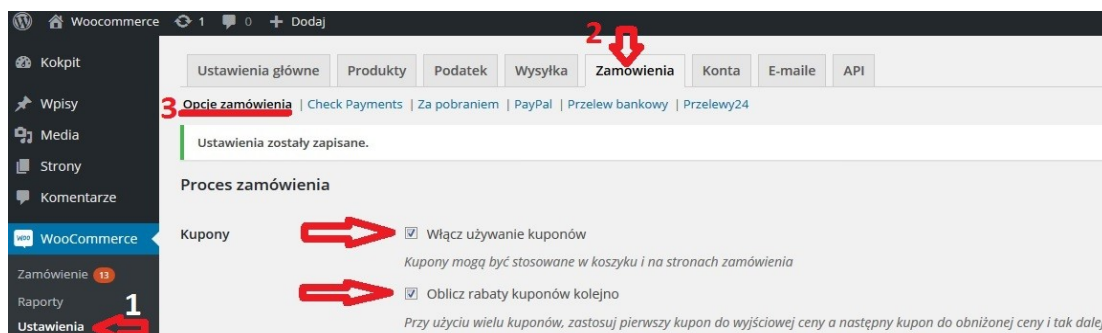 Woocommerce 1 0 + Dodaj
2
Kokpit
Ustawienia główne Produkty Podatek Wysyłka Zamówienia Konta E-maile API
Wpisy
3 Opcje zamówienia | Check Payments | Za pobraniem | PayPal | Przelew bankowy | Przelewy24
Media
Ustawienia zostały zapisane.
Strony
Proces zamówienia
Komentarze
WooCommerce
Kupony Włącz używanie kuponów
Kupony mogą być stosowane w koszyku i na stronach zamówienia
Zamówienie 13
Oblicz rabaty kuponów kolejno
Raporty
1
Ustawienia
Przy użyciu wielu kuponów, zastosuj pierwszy kupon do wyjściowej ceny a następny kupon do obniżonej ceny i tak dale